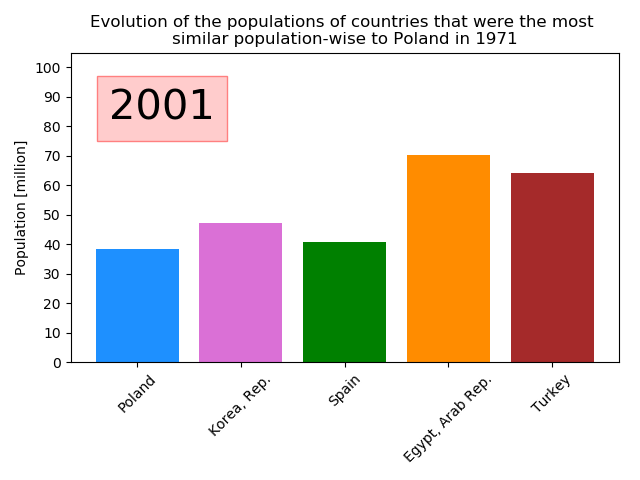 Evolution of the populations of countries that were the most
similar population-wise to Poland in 1971
2001
Population [million]
100
90
80
70
60
50
40
30
20
10
0
Poland
Korea, Rep.
Spain
Egypt, Arab Rep.
Turkey